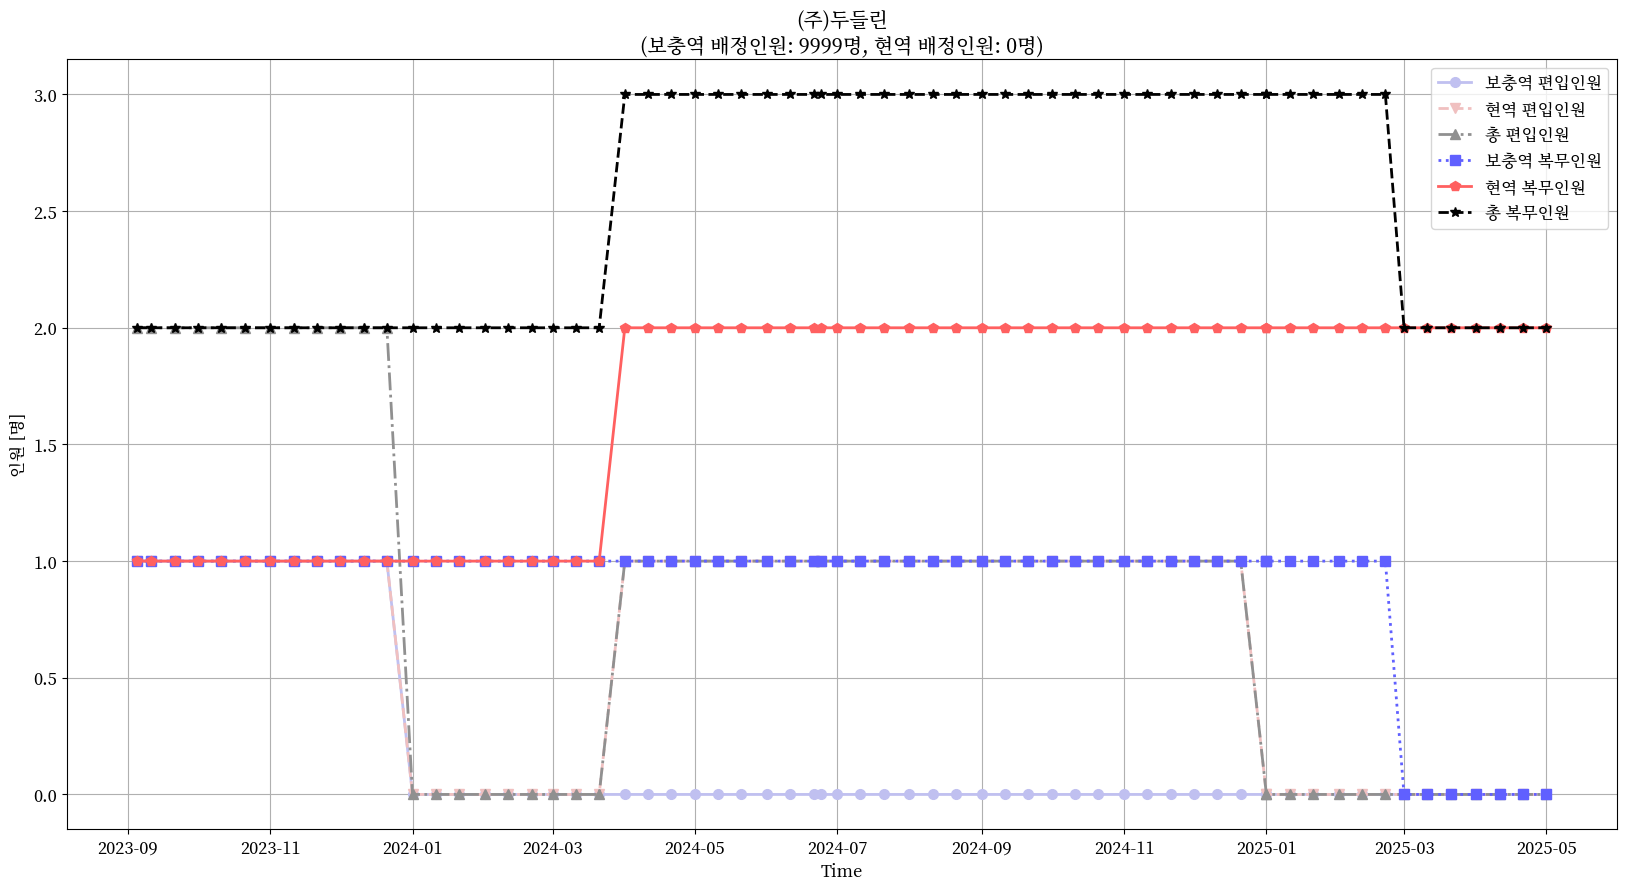 (주)두들린
(보충역 배정인원: 9999명, 현역 배정인원: 0명)
보충역 편입인원
현역 편입인원
총 편입인원
보충역 복무인원
현역 복무인원
총 복무인원
인원 [명]
3.0
2.5
2.0
1.5
1.0
0.5
0.0
2023-09 2023-11 2024-01 2024-03 2024-05 2024-07 2024-09 2024-11 2025-01 2025-03 2025-05
Time